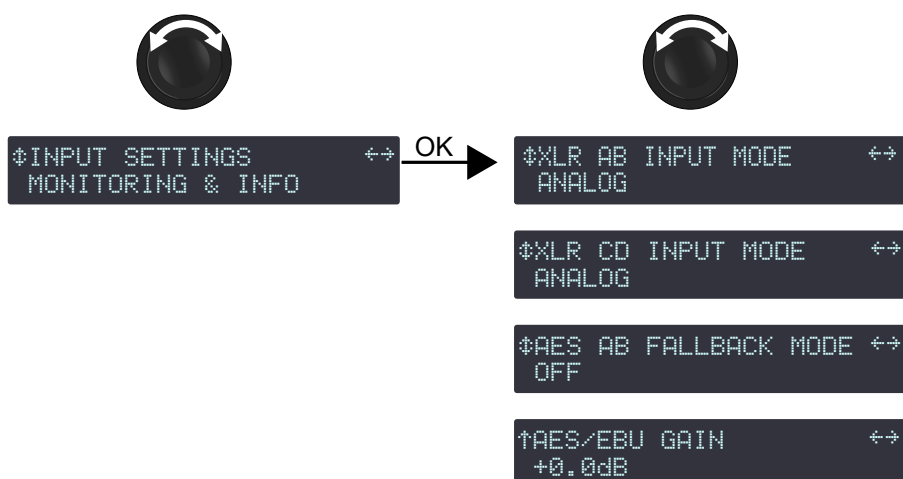 ↕INPUT SETTINGS ↔
MONITORING & INFO
OK
↕XLR AB INPUT MODE ↔
ANALOG
↕XLR CD INPUT MODE ↔
ANALOG
↕AES AB FALLBACK MODE ↔
OFF
↑AES/EBU GAIN ↔
+0.0dB